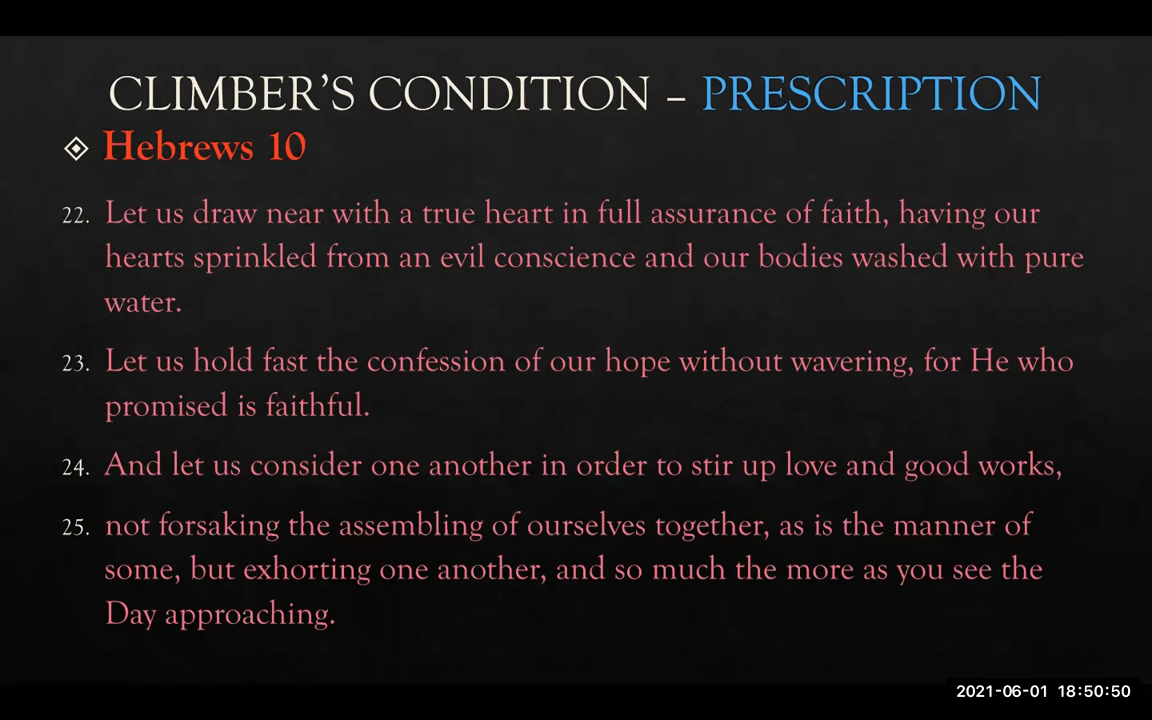 CLIMBER’S CONDITION – PRESCRIPTION
Hebrews 10
22. Let us draw near with a true heart in full assurance of faith, having our
hearts sprinkled from an evil conscience and our bodies washed with pure
water.
23. Let us hold fast the confession of our hope without wavering, for He who
promised is faithful.
24. And let us consider one another in order to stir up love and good works,
25. not forsaking the assembling of ourselves together, as is the manner of
some, but exhorting one another, and so much the more as you see the
Day approaching.
2021-06-01 18:50:50